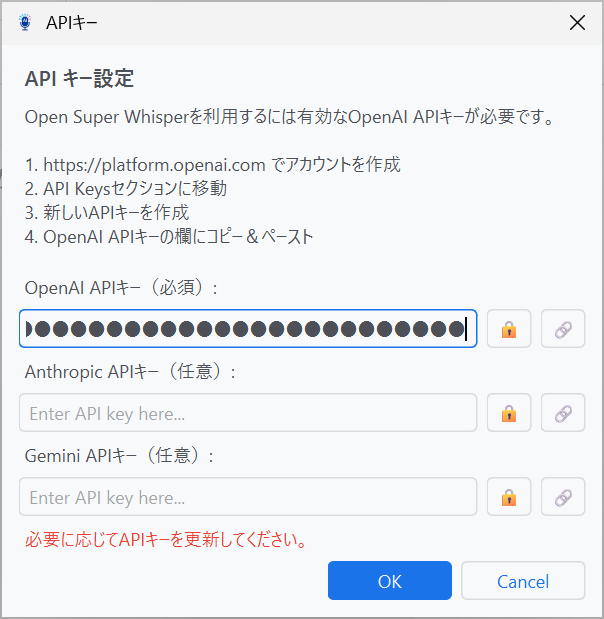 APIキー
API キー設定
Open Super Whisperを利用するには有効なOpenAI APIキーが必要です。
1. https://platform.openai.com でアカウントを作成
2. API Keysセクションに移動
3. 新しいAPIキーを作成
4. OpenAI APIキーの欄にコピー＆ペースト
OpenAI APIキー（必須）:
Anthropic APIキー（任意）:
Enter API key here...
Gemini APIキー（任意）:
Enter API key here...
必要に応じてAPIキーを更新してください。
OK
Cancel